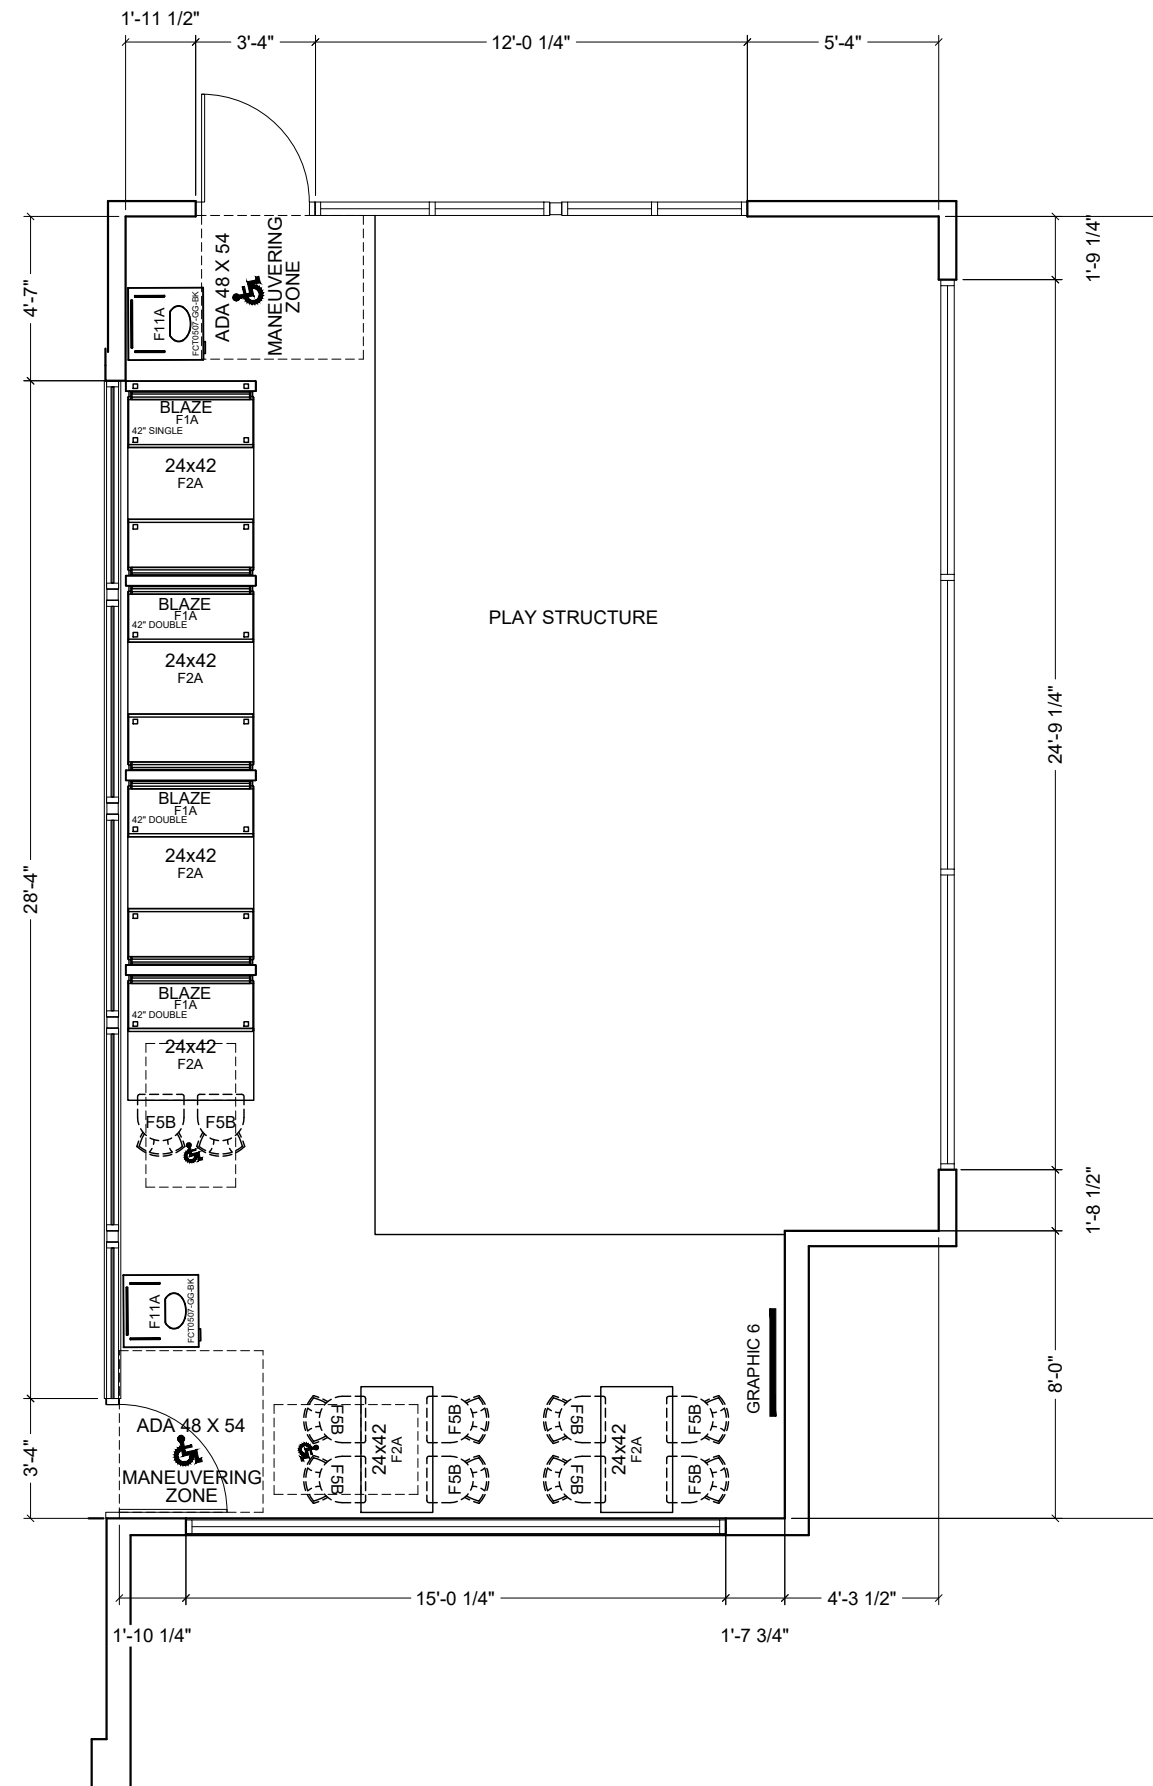 1'-11 1/2"
3'-4"
12'-0 1/4"
5'-4"
4'-7"
1'-9 1/4"
ADA 48 X 54
MANEUVERING
ZONE
F11A
FCT0507-GG-BK
BLAZE
F1A
42" SINGLE
24x42
F2A
BLAZE
F1A
42" DOUBLE
24x42
F2A
PLAY STRUCTURE
BLAZE
F1A
42" DOUBLE
24x42
F2A
24'-9 1/4"
28'-4"
BLAZE
F1A
42" DOUBLE
24x42
F2A
F5B
F5B
1'-8 1/2"
F11A
FCT0507-GG-BK
GRAPHIC 6
8'-0"
3'-4"
ADA 48 X 54
MANEUVERING
ZONE
F5B
F5B
24x42
F2A
F5B
F5B
F5B
F5B
24x42
F2A
F5B
F5B
15'-0 1/4"
4'-3 1/2"
1'-10 1/4"
1'-7 3/4"